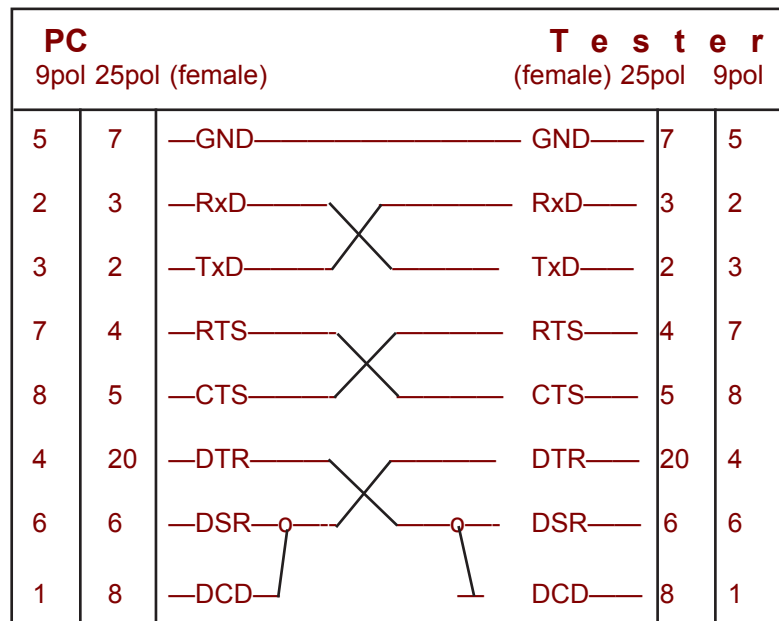 PC T e s t e r
9pol 25pol (female) (female) 25pol 9pol
5 7 GND GND 7 5
2 3 RxD RxD 3 2
3 2 TxD TxD 2 3
7 4 RTS RTS 4 7
8 5 CTS CTS 5 8
4 20 DTR DTR 20 4
6 6 DSR o o DSR 6 6
1 8 DCD DCD 8 1